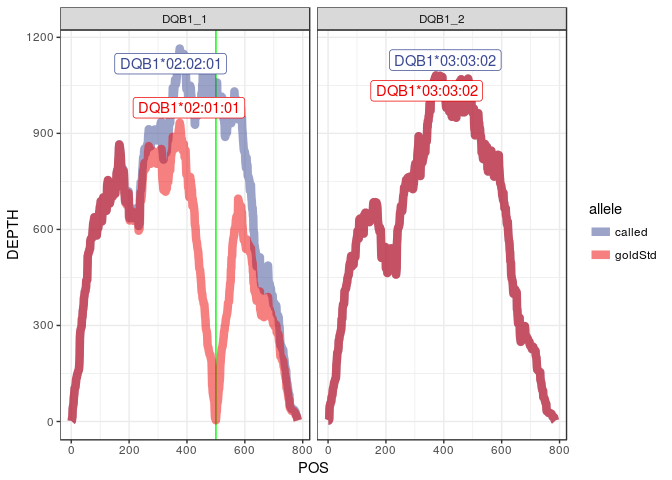 DQB1_1
DQB1_2
1200
900
600
300
0
DEPTH
DQB1*02:02:01
DQB1*02:01:01
DQB1*03:03:02
DQB1*03:03:02
0
200
400
600
800
0
200
400
600
800
POS
allele
called
goldStd